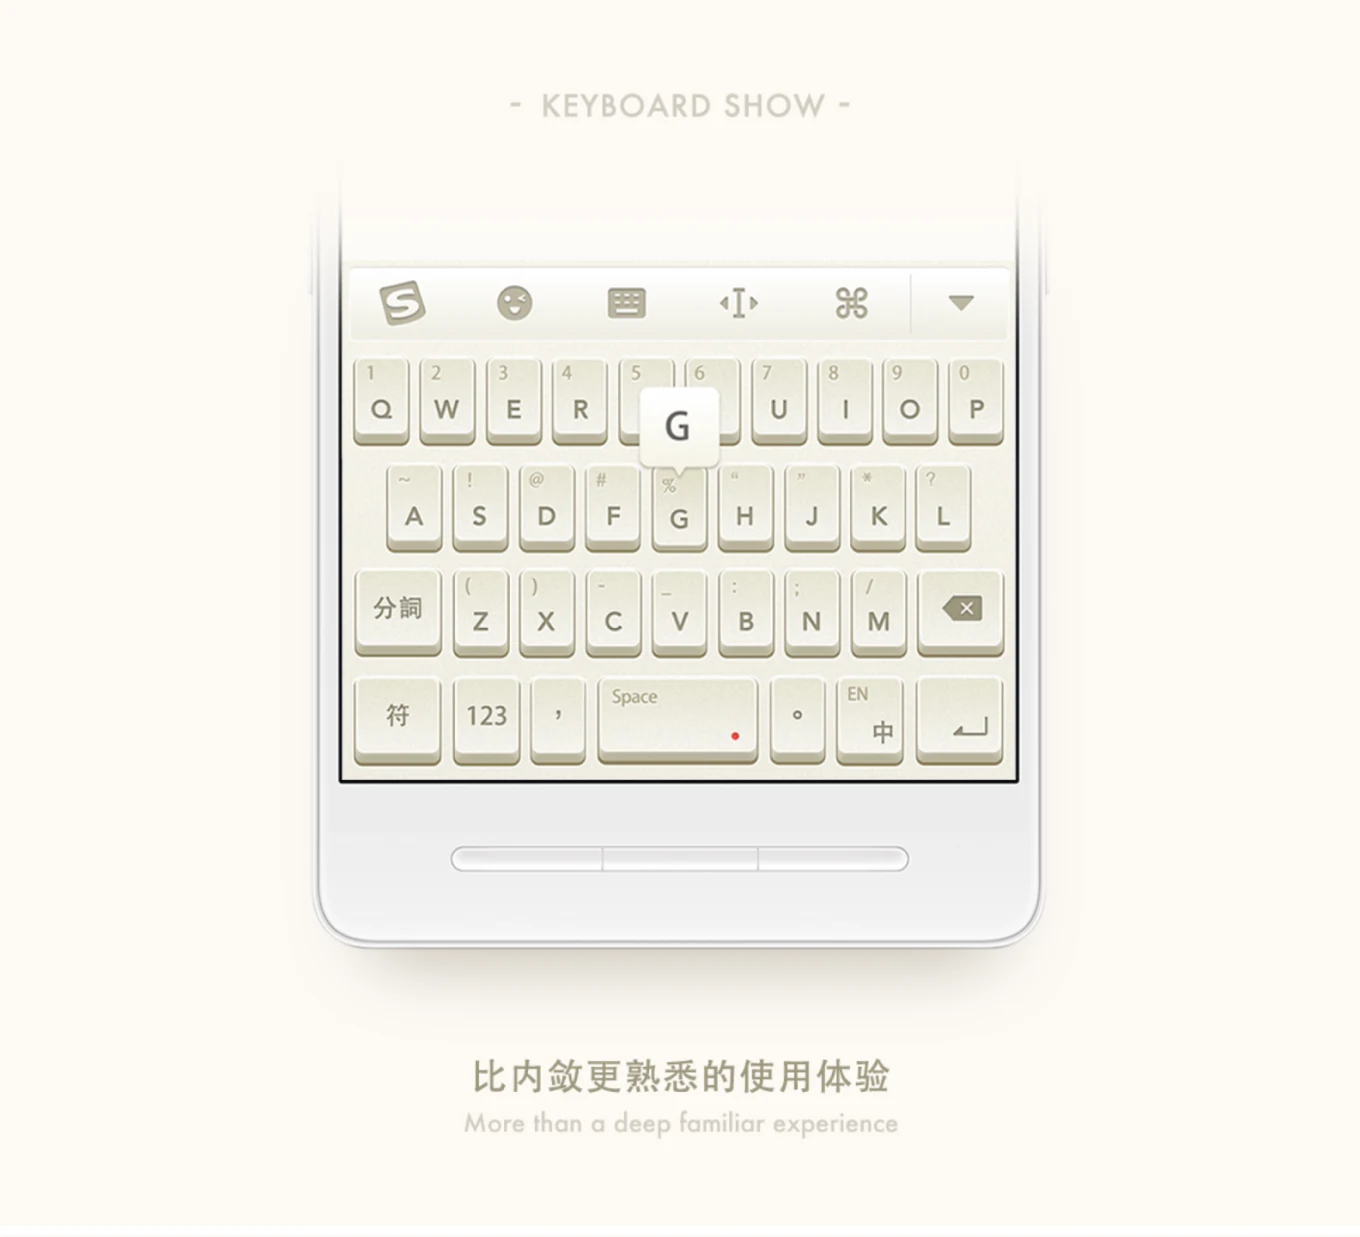 - KEYBOARD SHOW -
S
1 2 3 4 5 6 7 8 9 0
Q W E R U I O P
G
~ ! @ # % “ ” * ?
A S D F G H J K L
( ) - _ : ; /
分詞 Z X C V B N M
Space EN
符 123 , 。 中
比内敛更熟悉的使用体验
More than a deep familiar experience